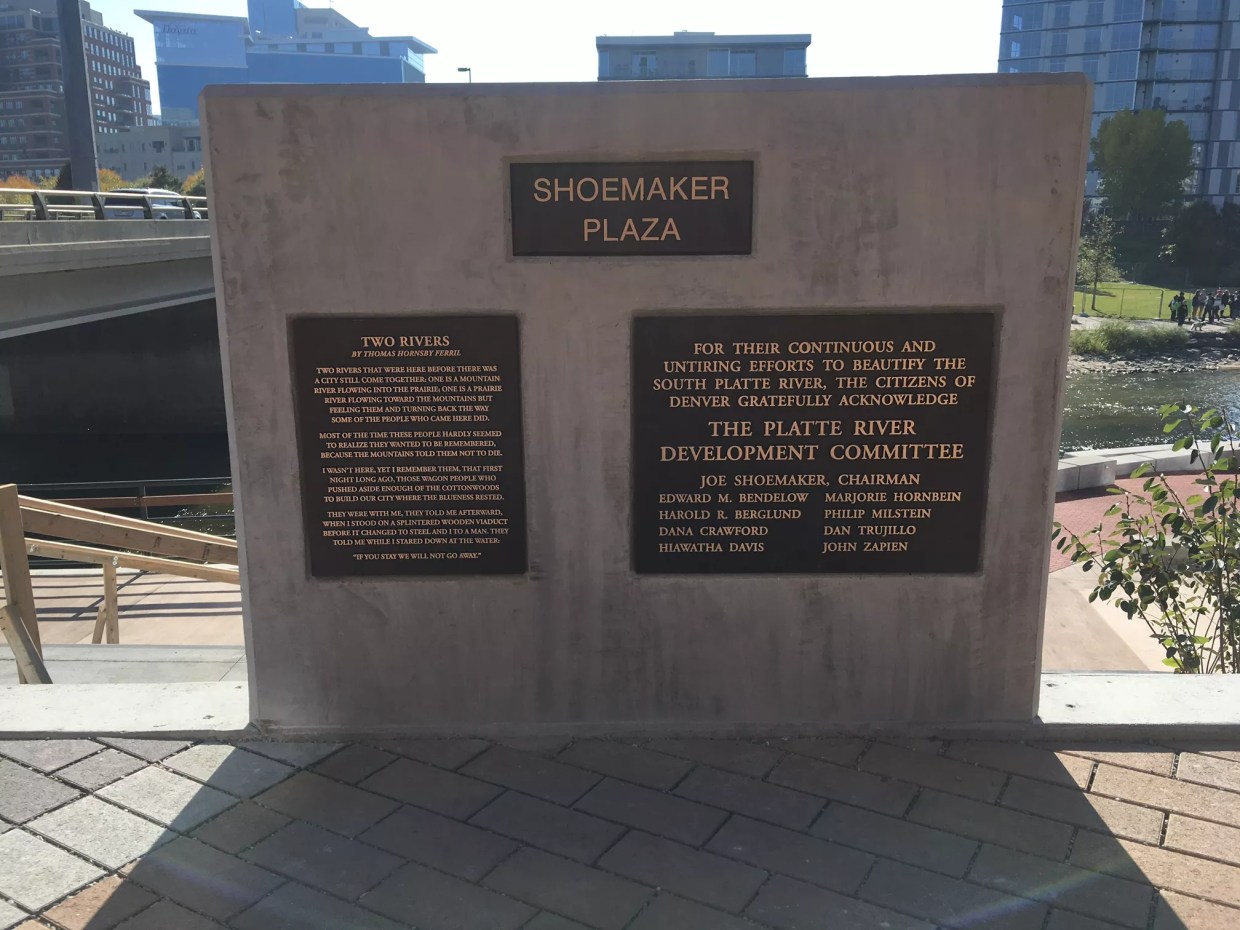 SHOEMAKER
PLAZA
TWO RIVERS
BY THOMAS HORNSBY FERRIL
TWO RIVERS THAT WERE HERE BEFORE THERE WAS
A CITY STILL COME TOGETHER: ONE IS A MOUNTAIN
RIVER FLOWING INTO THE PRAIRIE; ONE IS A PRAIRIE
RIVER FLOWING TOWARD THE MOUNTAINS BUT
FEELING THEM AND TURNING BACK THE WAY
SOME OF THE PEOPLE WHO CAME HERE DID.
MOST OF THE TIME THESE PEOPLE HARDLY SEEMED
TO REALIZE THEY WANTED TO BE REMEMBERED,
BECAUSE THE MOUNTAINS TOLD THEM NOT TO DIE.
I WASN'T HERE, YET I REMEMBER THEM, THAT FIRST
NIGHT LONG AGO, THOSE WAGON PEOPLE WHO
PUSHED ASIDE ENOUGH OF THE COTTONWOODS
TO BUILD OUR CITY WHERE THE BLUENESS RESTED.
THEY WERE WITH ME, THEY TOLD ME AFTERWARD,
WHEN I STOOD ON A SPLINTERED WOODEN VIADUCT
BEFORE IT CHANGED TO STEEL AND I TO A MAN. THEY
TOLD ME WHILE I STARED DOWN AT THE WATER:
"IF YOU STAY WE WILL NOT GO AWAY."
FOR THEIR CONTINUOUS AND
UNTIRING EFFORTS TO BEAUTIFY THE
SOUTH PLATTE RIVER, THE CITIZENS OF
DENVER GRATEFULLY ACKNOWLEDGE
THE PLATTE RIVER
DEVELOPMENT COMMITTEE
JOE SHOEMAKER, CHAIRMAN
EDWARD M. BENDELOW MARJORIE HORNBEIN
HAROLD R. BERGLUND PHILIP MILSTEIN
DANA CRAWFORD DAN TRUJILLO
HIAWATHA DAVIS JOHN ZAPIEN